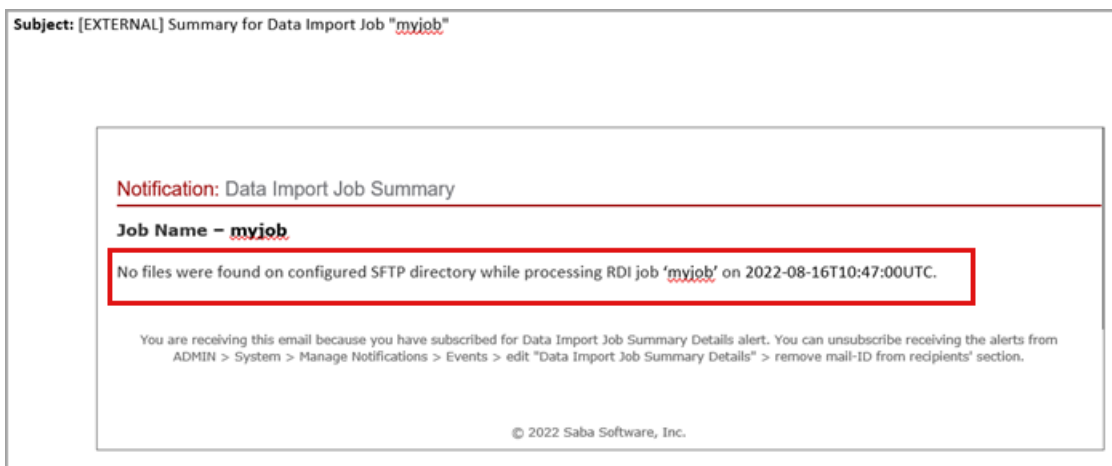 Subject: [EXTERNAL] Summary for Data Import Job "myjob"
Notification: Data Import Job Summary
Job Name – myjob
No files were found on configured SFTP directory while processing RDI job ‘myjob’ on 2022-08-16T10:47:00UTC.
You are receiving this email because you have subscribed for Data Import Job Summary Details alert. You can unsubscribe receiving the alerts from
ADMIN > System > Manage Notifications > Events > edit "Data Import Job Summary Details" > remove mail-ID from recipients' section.
© 2022 Saba Software, Inc.